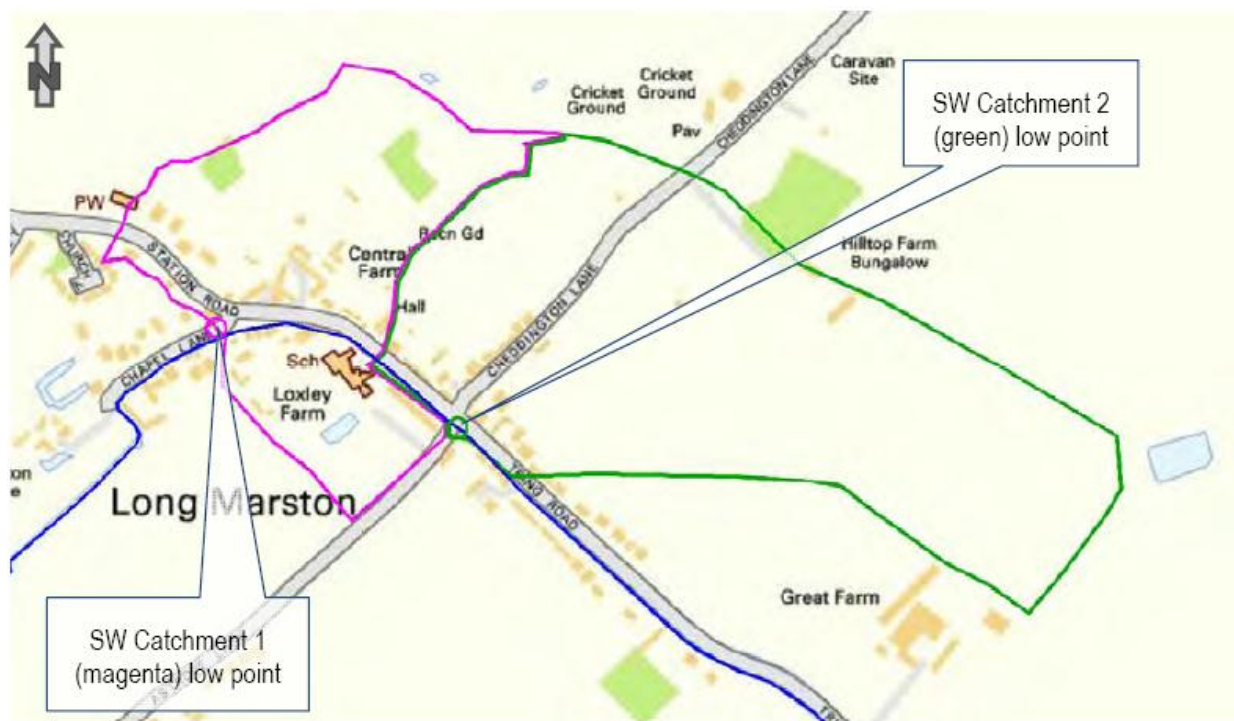 N
Cricket
Ground
Cricket
Ground
Pav
CHEDDINGTON LANE
Caravan
Site
SW Catchment 2
(green) low point
PW
CHURCH
STATION ROAD
Central
Farm
Recn Gd
Hall
CHEDDINGTON LANE
Hilltop Farm
Bungalow
CHAPEL LANE
Sch
Loxley
Farm
Long Marston
TRING ROAD
Great Farm
SW Catchment 1
(magenta) low point